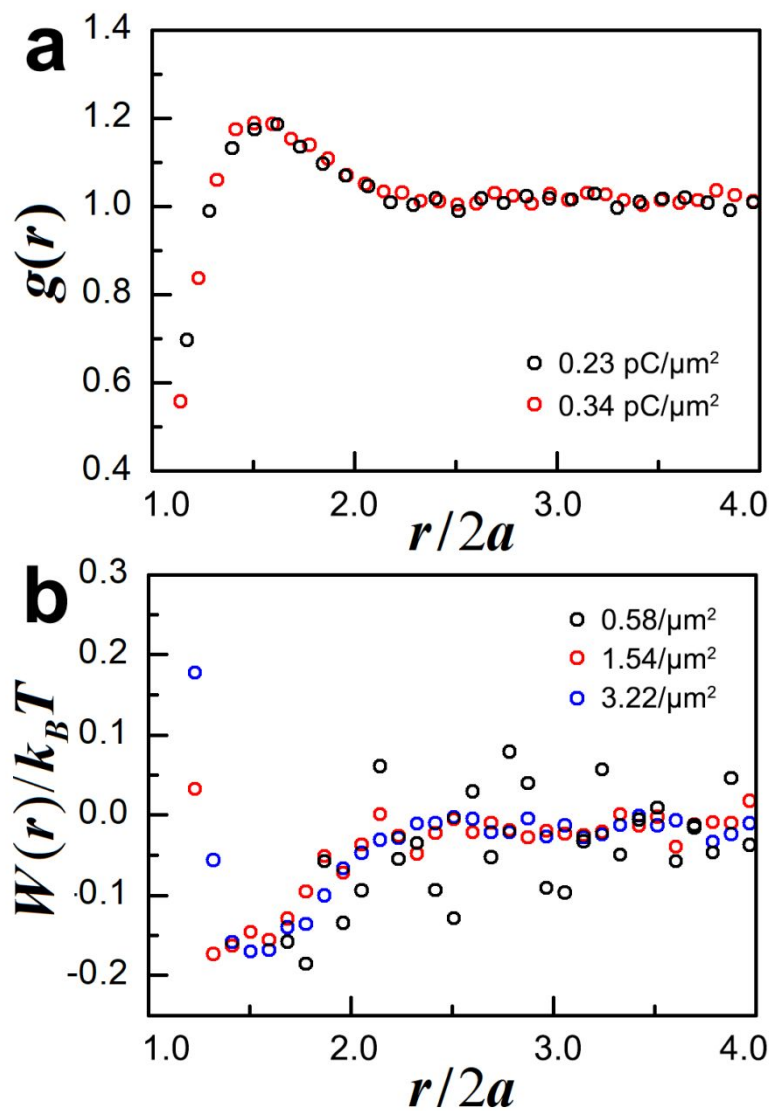 a
1.4
1.2
1.0
0.8
0.6
0.4
g(r)
0.23 pC/μm²
0.34 pC/μm²
1.0 2.0 3.0 4.0
r/2a
b
0.3
0.2
0.1
0.0
-0.1
-0.2
W(r)/k_BT
0.58/μm²
1.54/μm²
3.22/μm²
1.0 2.0 3.0 4.0
r/2a